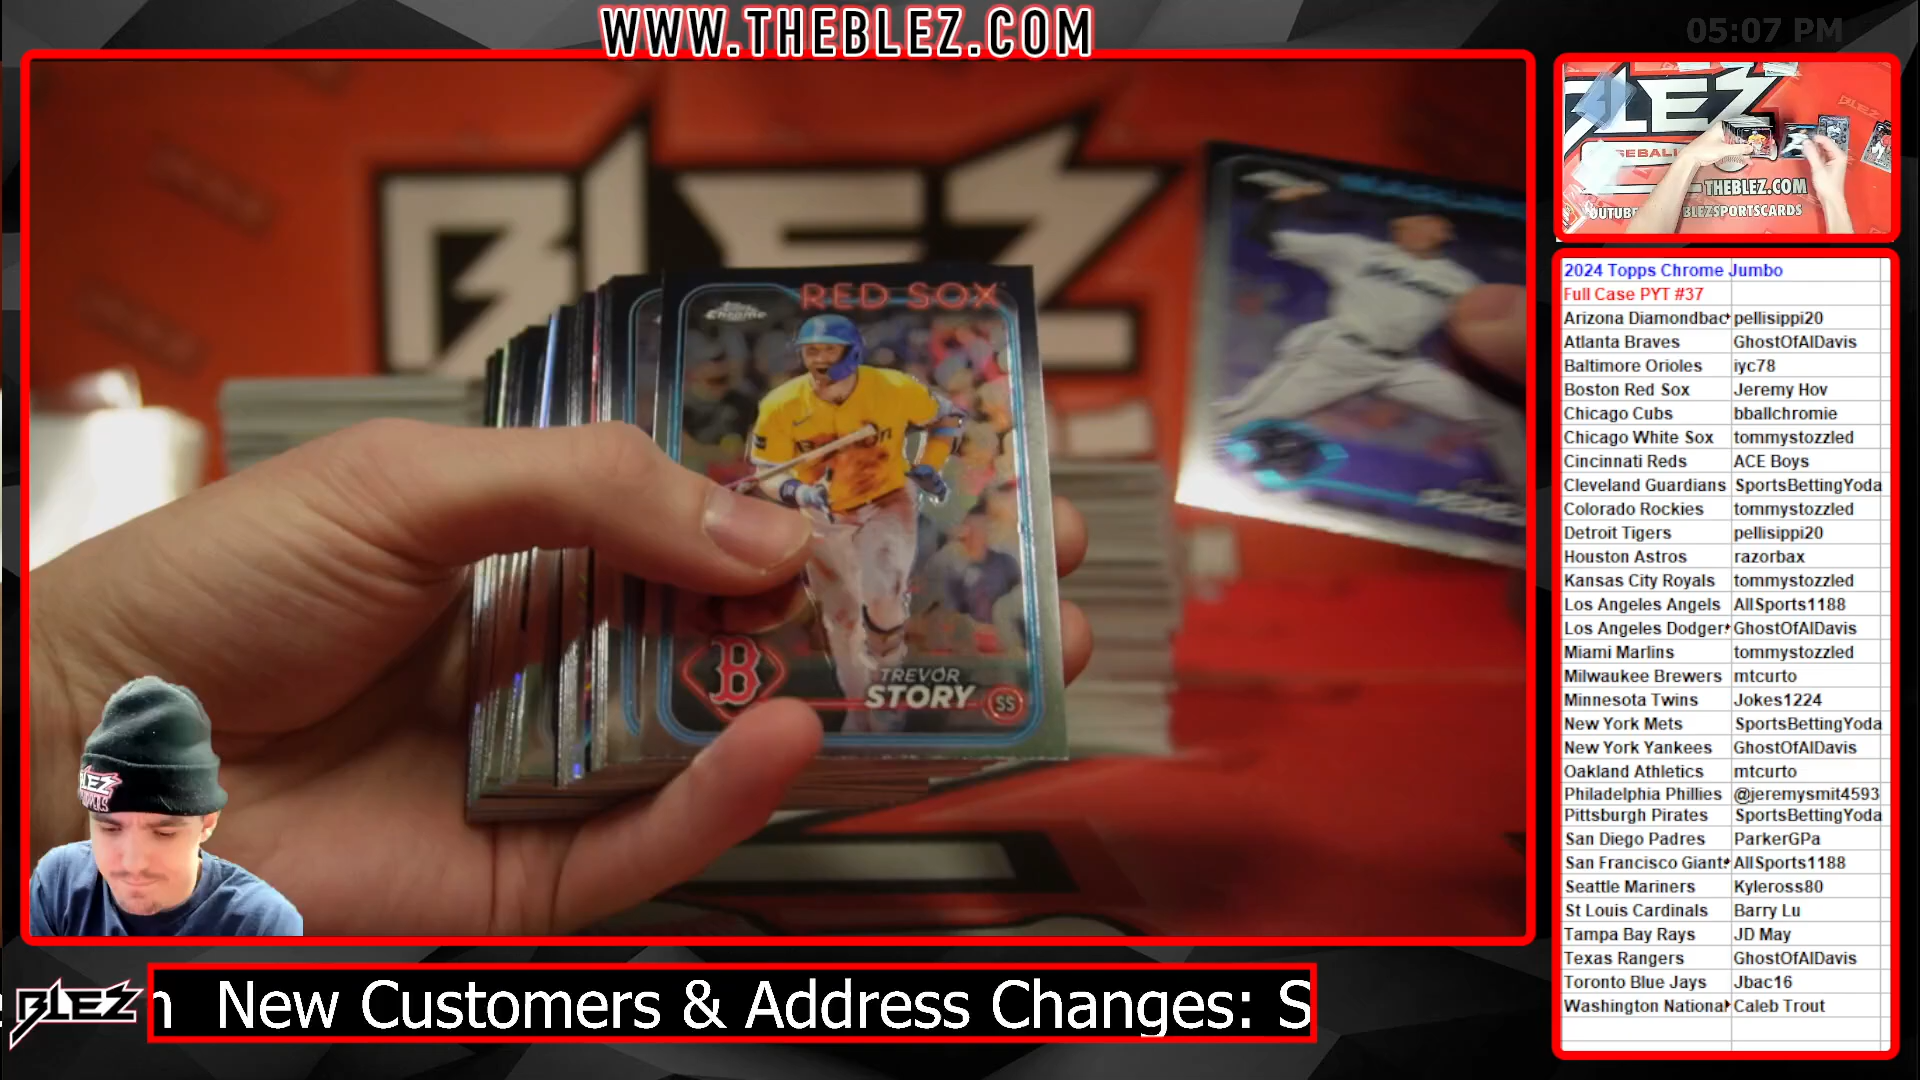 WWW.THEBLEZ.COM
05:07 PM
BLEZ
RED SOX
Topps Chrome
B
TREVOR
STORY
SS
BLEZ
THEBLEZ.COM
BLEZSPORTSCARDS
2024 Topps Chrome Jumbo
Full Case PYT #37
Arizona Diamondbac pellisippi20
Atlanta Braves GhostOfAlDavis
Baltimore Orioles iyc78
Boston Red Sox Jeremy Hov
Chicago Cubs bballchromie
Chicago White Sox tommystozzled
Cincinnati Reds ACE Boys
Cleveland Guardians SportsBettingYoda
Colorado Rockies tommystozzled
Detroit Tigers pellisippi20
Houston Astros razorbax
Kansas City Royals tommystozzled
Los Angeles Angels AllSports1188
Los Angeles Dodger GhostOfAlDavis
Miami Marlins tommystozzled
Milwaukee Brewers mtcurto
Minnesota Twins Jokes1224
New York Mets SportsBettingYoda
New York Yankees GhostOfAlDavis
Oakland Athletics mtcurto
Philadelphia Phillies @jeremysmit4593
Pittsburgh Pirates SportsBettingYoda
San Diego Padres ParkerGPa
San Francisco Giant AllSports1188
Seattle Mariners Kyleross80
St Louis Cardinals Barry Lu
Tampa Bay Rays JD May
Texas Rangers GhostOfAlDavis
Toronto Blue Jays Jbac16
Washington National Caleb Trout
BLEZ
n New Customers & Address Changes: S